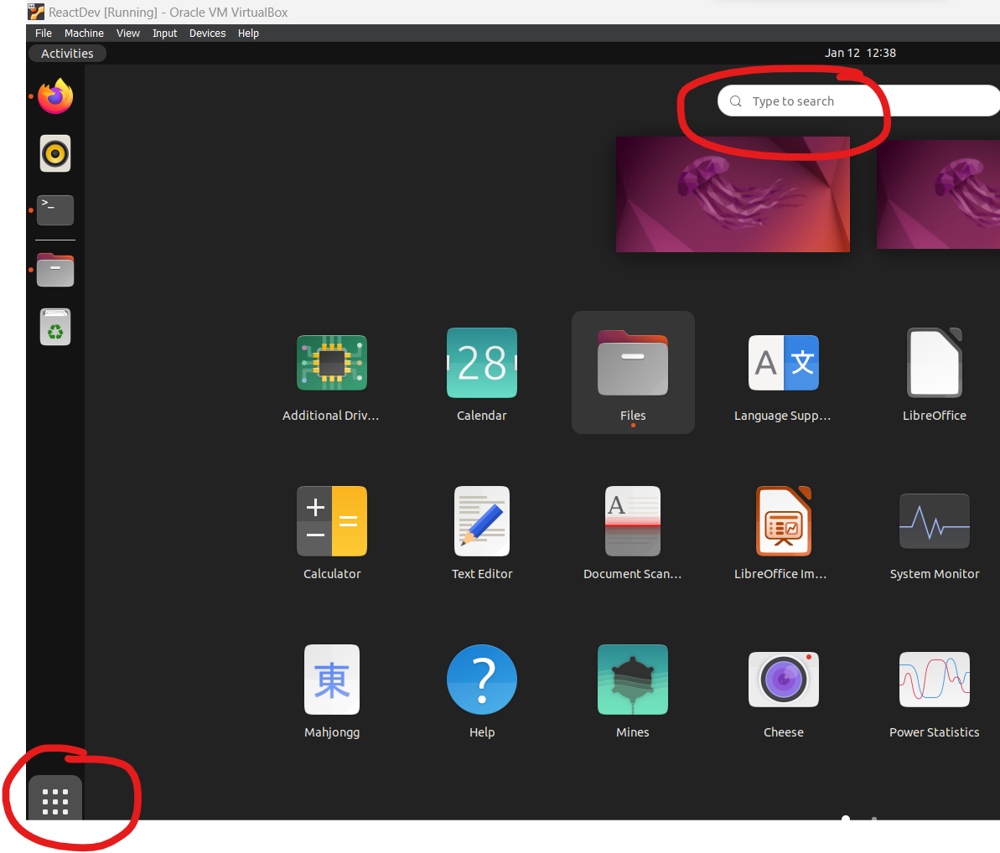 ReactDev [Running] - Oracle VM VirtualBox
File Machine View Input Devices Help
Activities
Jan 12 12:38
Type to search
>_
28
A 文
Additional Driv...
Calendar
Files
Language Supp...
LibreOffice
A
Calculator
Text Editor
Document Scan...
LibreOffice Im...
System Monitor
東
?
Mahjongg
Help
Mines
Cheese
Power Statistics